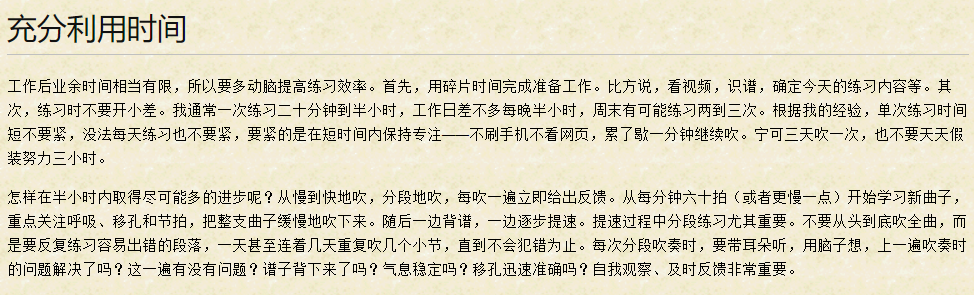 充分利用时间
工作后业余时间相当有限，所以要多动脑提高练习效率。首先，用碎片时间完成准备工作。比方说，看视频，识谱，确定今天的练习内容等。其
次，练习时不要开小差。我通常一次练习二十分钟到半小时，工作日差不多每晚半小时，周末有可能练习两到三次。根据我的经验，单次练习时间
短不要紧，没法每天练习也不要紧，要紧的是在短时间内保持专注——不刷手机不看网页，累了歇一分钟继续吹。宁可三天吹一次，也不要天天假
装努力三小时。
怎样在半小时内取得尽可能多的进步呢？从慢到快地吹，分段地吹，每吹一遍立即给出反馈。从每分钟六十拍（或者更慢一点）开始学习新曲子，
重点关注呼吸、移孔和节拍，把整支曲子缓慢地吹下来。随后一边背谱，一边逐步提速。提速过程中分段练习尤其重要。不要从头到底吹全曲，而
是要反复练习容易出错的段落，一天甚至连着几天重复吹几个小节，直到不会犯错为止。每次分段吹奏时，要带耳朵听，用脑子想，上一遍吹奏时
的问题解决了吗？这一遍有没有问题？谱子背下来了吗？气息稳定吗？移孔迅速准确吗？自我观察、及时反馈非常重要。